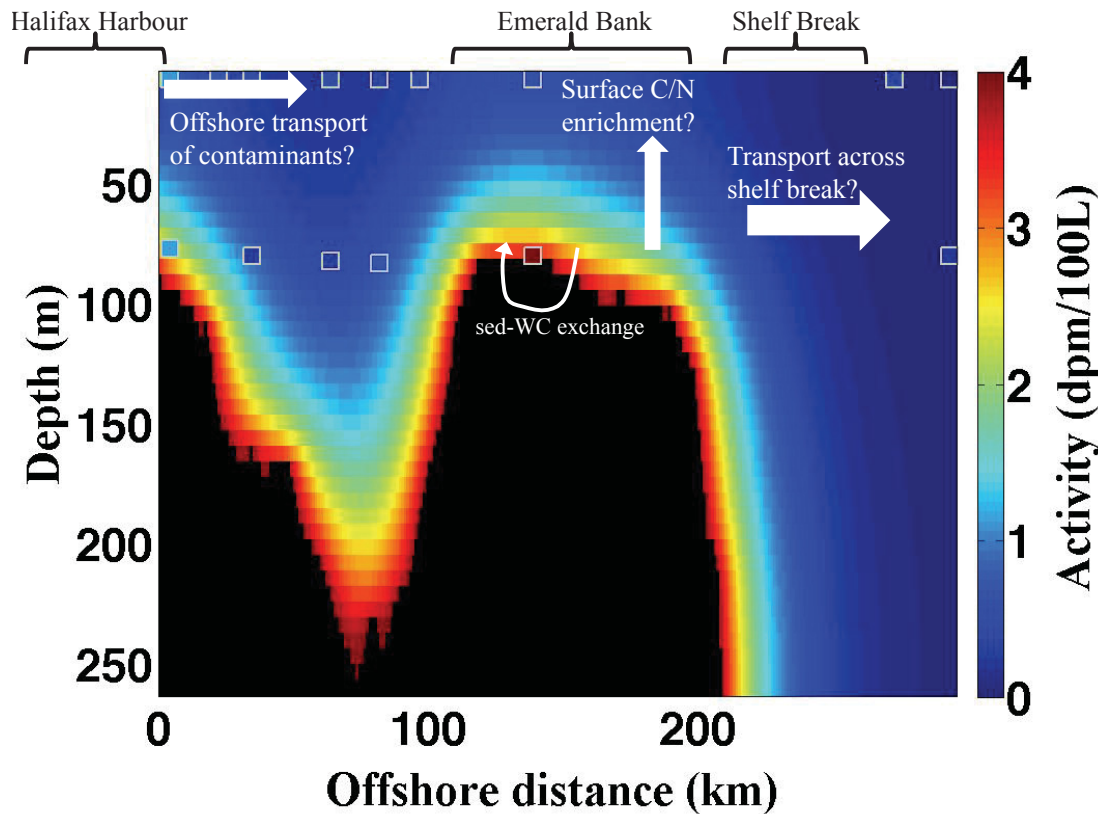 Halifax Harbour
Emerald Bank
Shelf Break
Offshore transport
of contaminants?
Surface C/N
enrichment?
Transport across
shelf break?
sed-WC exchange
Depth (m)
50
100
150
200
250
0
100
200
Offshore distance (km)
4
3
2
1
0
Activity (dpm/100L)